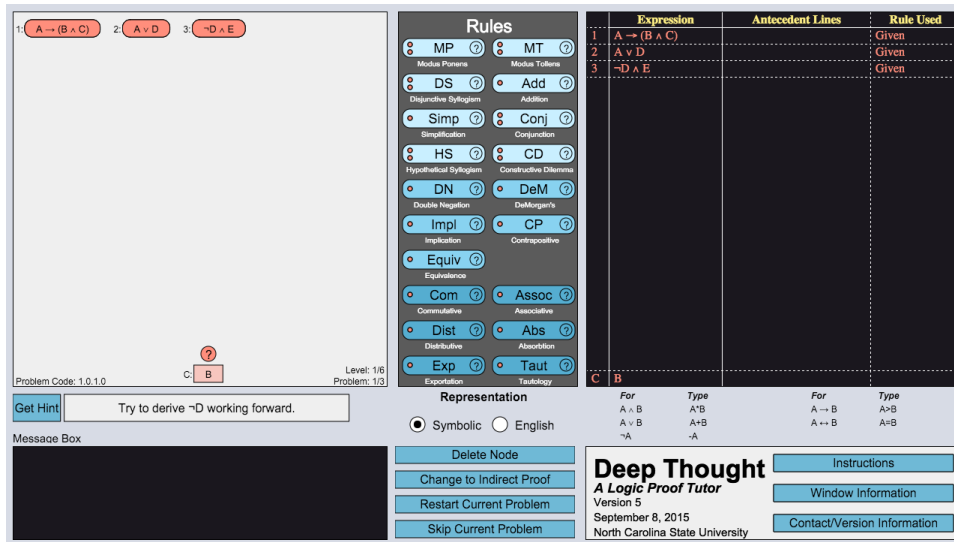 1: A → (B ∧ C) 2: A ∨ D 3: ¬D ∧ E
?
C: B
Problem Code: 1.0.1.0
Level: 1/6
Problem: 1/3
Get Hint Try to derive ¬D working forward.
Message Box
Rules
MP ? MT ?
Modus Ponens Modus Tollens
DS ? Add ?
Disjunctive Syllogism Addition
Simp ? Conj ?
Simplification Conjunction
HS ? CD ?
Hypothetical Syllogism Constructive Dilemma
DN ? DeM ?
Double Negation DeMorgan's
Impl ? CP ?
Implication Contrapositive
Equiv ?
Equivalence
Com ? Assoc ?
Commutative Associative
Dist ? Abs ?
Distributive Absorbtion
Exp ? Taut ?
Exportation Tautology
Representation
Symbolic English
Delete Node
Change to Indirect Proof
Restart Current Problem
Skip Current Problem
Expression Antecedent Lines Rule Used
1 A → (B ∧ C) Given
2 A ∨ D Given
3 ¬D ∧ E Given
C B
For Type For Type
A ∧ B A*B A → B A>B
A ∨ B A+B A ↔ B A=B
¬A -A
Deep Thought
A Logic Proof Tutor
Version 5
September 8, 2015
North Carolina State University
Instructions
Window Information
Contact/Version Information